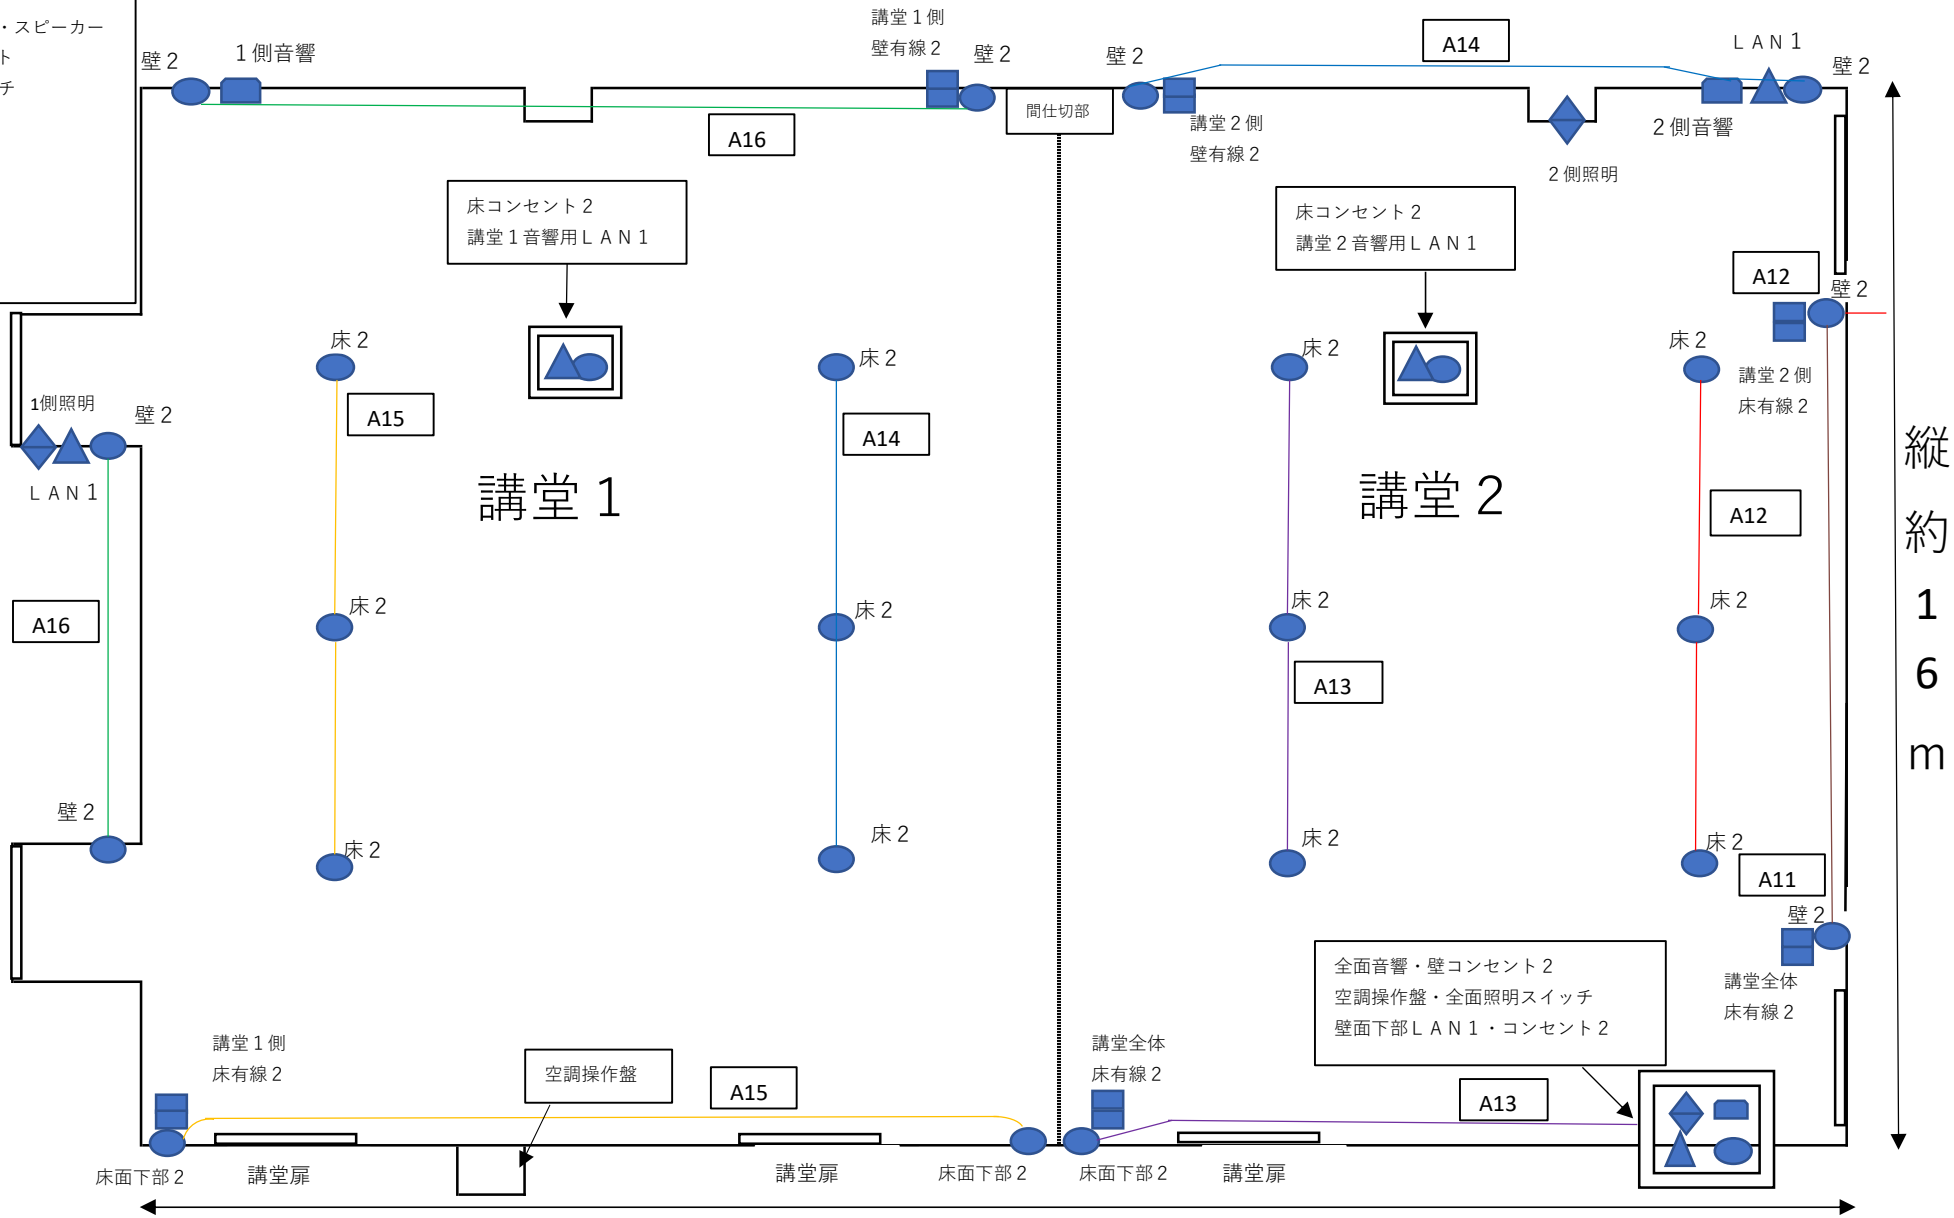 ・スピーカー
ト
チ
壁２
１側音響
講堂１側
壁有線２
壁２
壁２
A14
ＬＡＮ１
壁２
間仕切部
A16
講堂２側
壁有線２
２側音響
２側照明
床コンセント２
講堂１音響用ＬＡＮ１
床コンセント２
講堂２音響用ＬＡＮ１
A12
壁２
床２
床２
床２
床２
講堂２側
床有線２
1側照明
壁２
A15
A14
ＬＡＮ１
講堂１
講堂２
A12
縦約１６ｍ
A16
床２
床２
床２
床２
A13
壁２
床２
床２
床２
床２
A11
壁２
全面音響・壁コンセント２
空調操作盤・全面照明スイッチ
壁面下部ＬＡＮ１・コンセント２
講堂全体
床有線２
講堂１側
床有線２
空調操作盤
A15
講堂全体
床有線２
A13
床面下部２
講堂扉
講堂扉
床面下部２
床面下部２
講堂扉